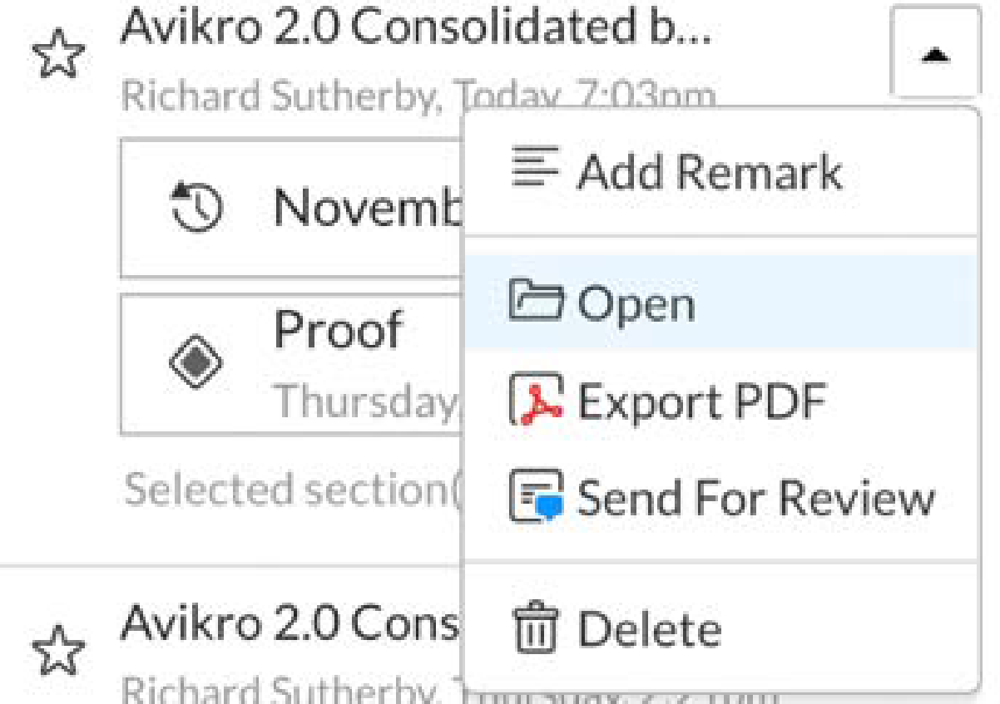 Avikro 2.0 Consolidated b...
Richard Sutherby, Today, 7:03pm
Add Remark
Novemb
Open
Proof
Thursday,
Export PDF
Selected section(
Send For Review
Avikro 2.0 Cons
Delete
Richard Sutherby,